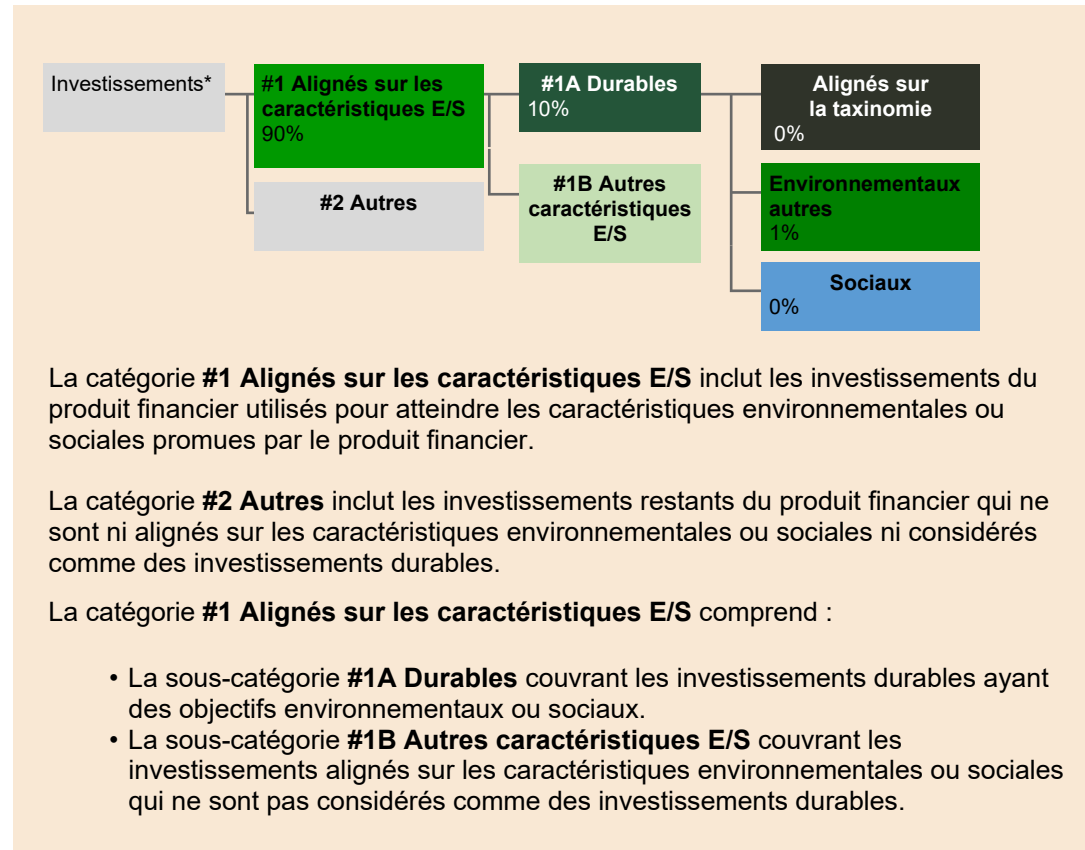 Investissements*
#1 Alignés sur les
caractéristiques E/S
90%
#2 Autres
#1A Durables
10%
#1B Autres
caractéristiques
E/S
Alignés sur
la taxinomie
0%
Environnementaux
autres
1%
Sociaux
0%
La catégorie #1 Alignés sur les caractéristiques E/S inclut les investissements du
produit financier utilisés pour atteindre les caractéristiques environnementales ou
sociales promues par le produit financier.
La catégorie #2 Autres inclut les investissements restants du produit financier qui ne
sont ni alignés sur les caractéristiques environnementales ou sociales ni considérés
comme des investissements durables.
La catégorie #1 Alignés sur les caractéristiques E/S comprend :
• La sous-catégorie #1A Durables couvrant les investissements durables ayant
des objectifs environnementaux ou sociaux.
• La sous-catégorie #1B Autres caractéristiques E/S couvrant les
investissements alignés sur les caractéristiques environnementales ou sociales
qui ne sont pas considérés comme des investissements durables.